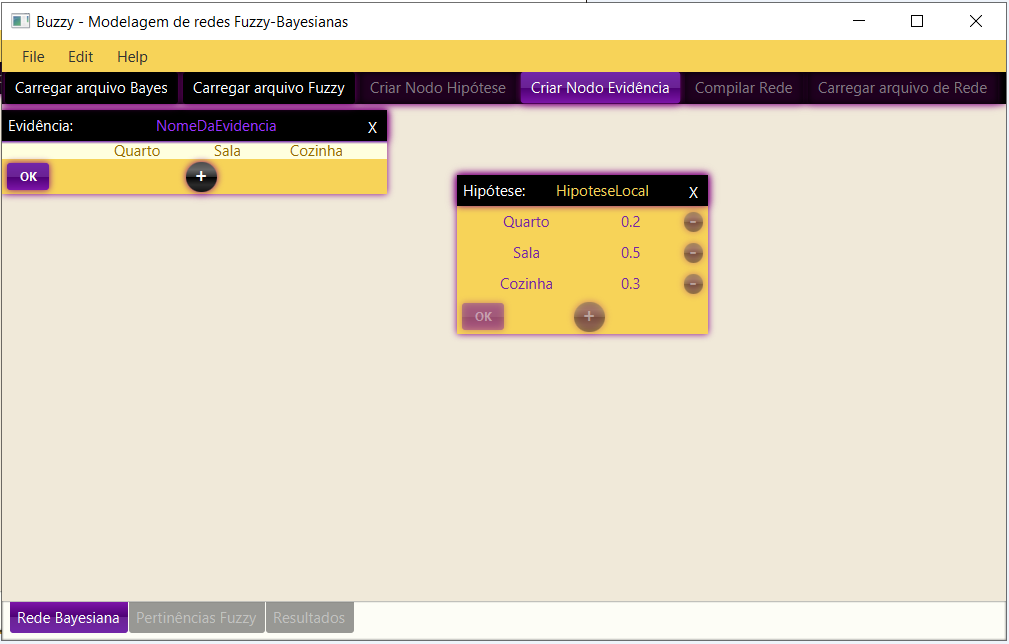 Buzzy - Modelagem de redes Fuzzy-Bayesianas
File Edit Help
Carregar arquivo Bayes Carregar arquivo Fuzzy Criar Nodo Hipótese Criar Nodo Evidência Compilar Rede Carregar arquivo de Rede
Evidência: NomeDaEvidencia X
Quarto Sala Cozinha
OK +
Hipótese: HipoteseLocal X
Quarto 0.2 -
Sala 0.5 -
Cozinha 0.3 -
OK +
Rede Bayesiana Pertinências Fuzzy Resultados